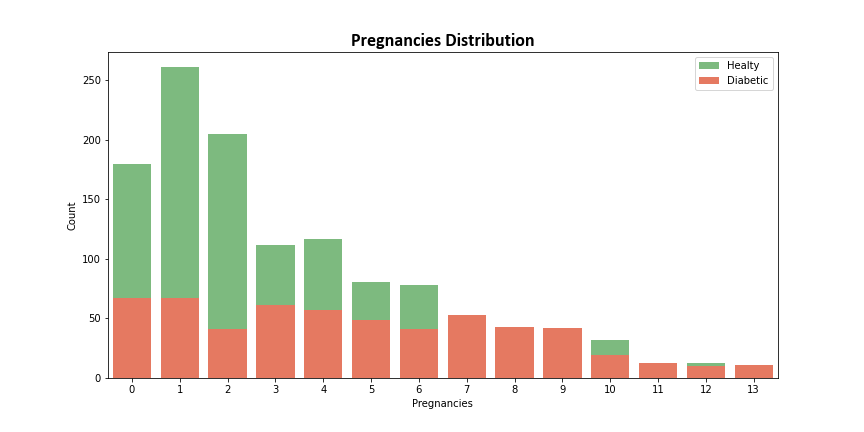 Pregnancies Distribution
Healty
Diabetic
250
200
150
100
50
0
Count
0 1 2 3 4 5 6 7 8 9 10 11 12 13
Pregnancies